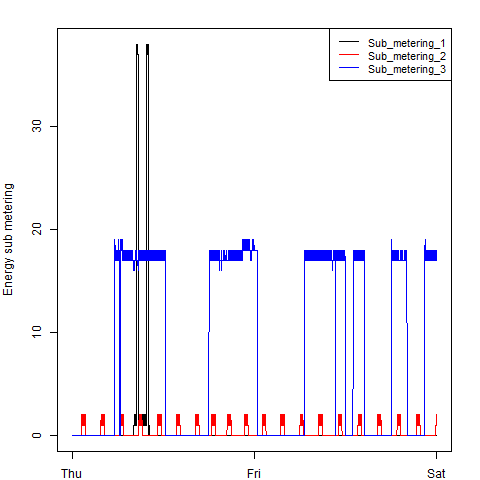 Sub_metering_1
Sub_metering_2
Sub_metering_3
Energy sub metering
30
20
10
0
Thu Fri Sat